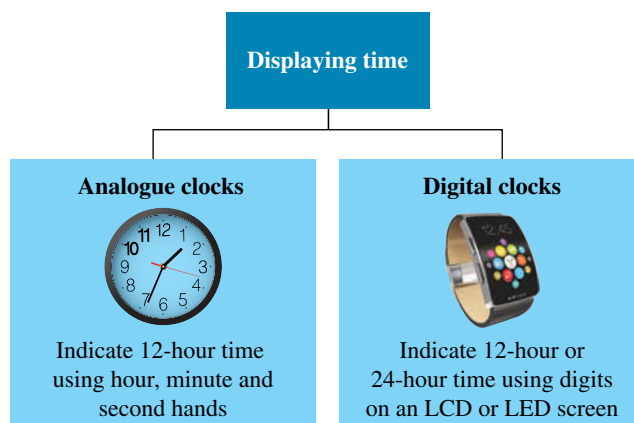 Displaying time
Analogue clocks
12
1
2
3
4
5
6
7
8
9
10
11
Indicate 12-hour time
using hour, minute and
second hands
Digital clocks
12:45
Indicate 12-hour or
24-hour time using digits
on an LCD or LED screen